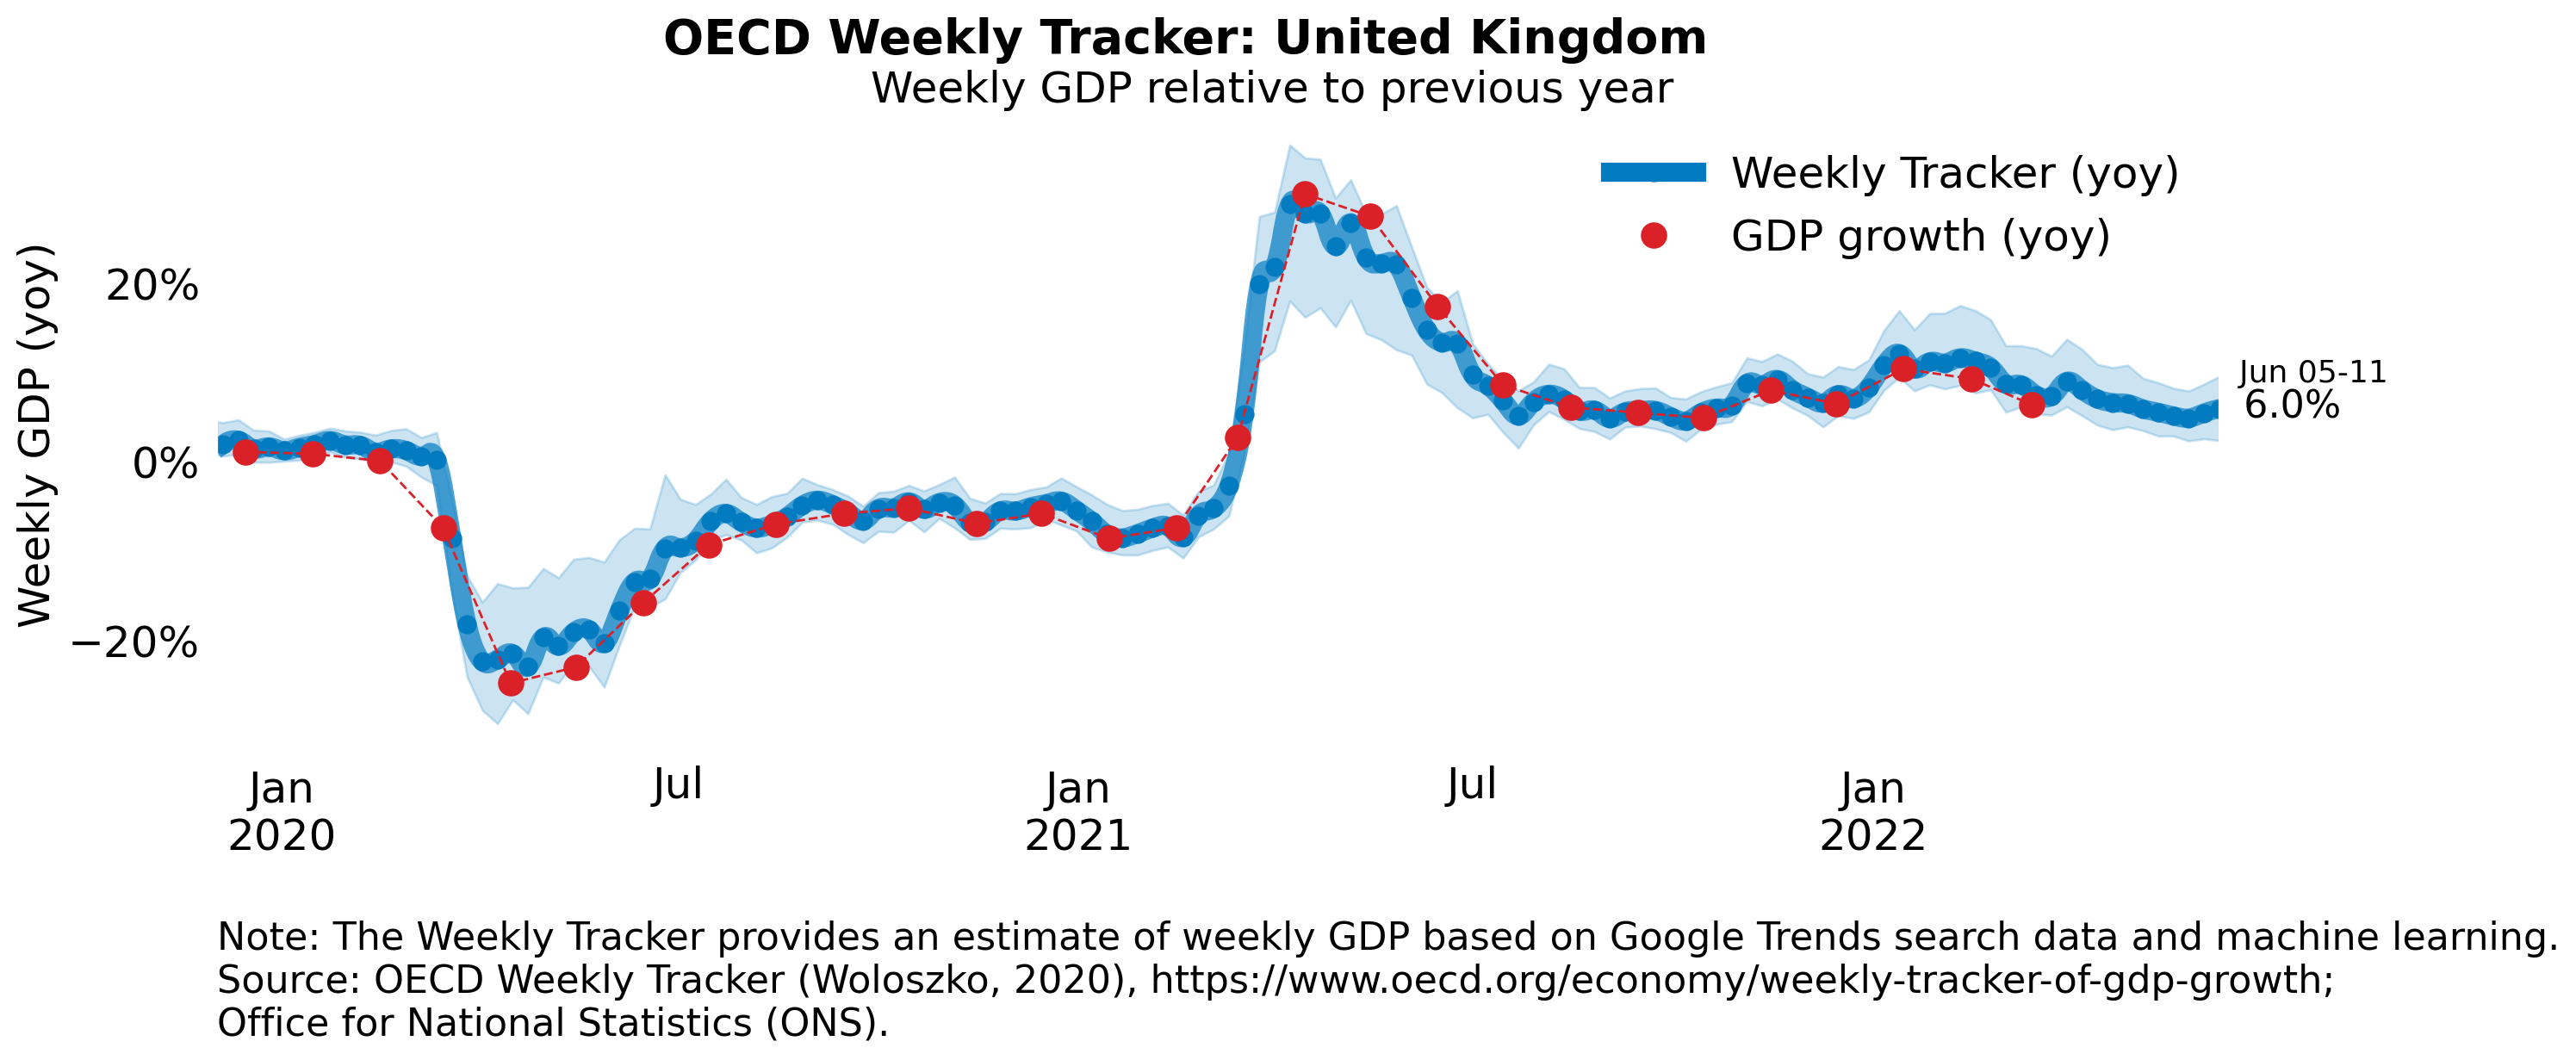 OECD Weekly Tracker: United Kingdom
Weekly GDP relative to previous year
Weekly Tracker (yoy)
GDP growth (yoy)
Weekly GDP (yoy)
20%
0%
−20%
Jun 05-11
6.0%
Jan
2020
Jul
Jan
2021
Jul
Jan
2022
Note: The Weekly Tracker provides an estimate of weekly GDP based on Google Trends search data and machine learning.
Source: OECD Weekly Tracker (Woloszko, 2020), https://www.oecd.org/economy/weekly-tracker-of-gdp-growth;
Office for National Statistics (ONS).